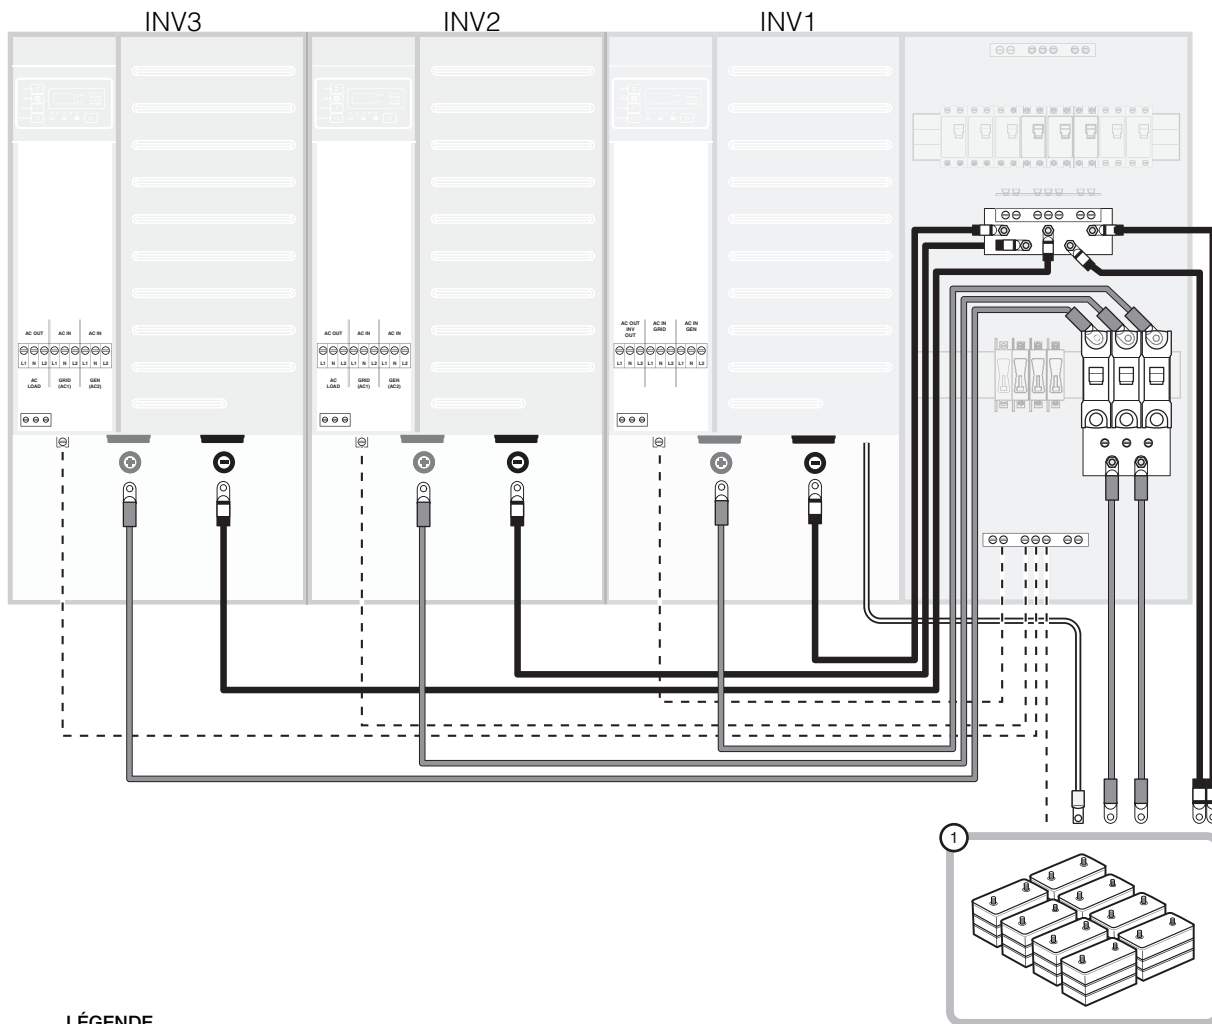 INV3 INV2 INV1
AC OUT AC IN AC IN
L1 N L2 L1 N L2 L1 N L2
AC LOAD
GRID (AC1)
GEN (AC2)
AC OUT AC IN AC IN
L1 N L2 L1 N L2 L1 N L2
AC LOAD
GRID (AC1)
GEN (AC2)
AC OUT INV OUT
AC IN GRID
AC IN GEN
L1 N L2 L1 N L2 L1 N L2
1
LÉGENDE